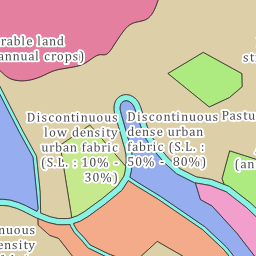 rable land
annual crops)
Discontinuous
low density
urban fabric
(S.L. : 10% -
30%)
Discontinuous
dense urban
fabric (S.L. :
50% - 80%)
Pastu
st
(an
nuous
ensity
fabric